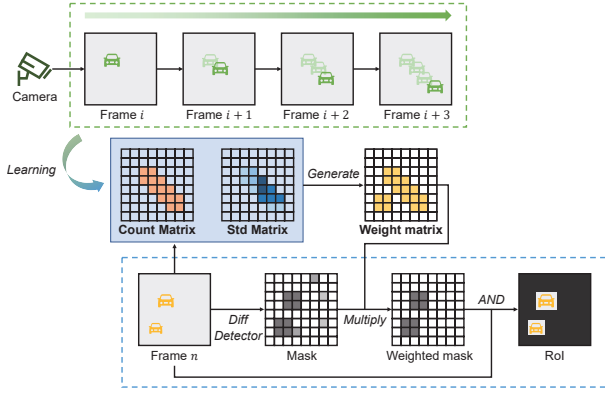 Camera
Frame i
Frame i + 1
Frame i + 2
Frame i + 3
Learning
Generate
Count Matrix
Std Matrix
Weight matrix
Diff
Detector
Multiply
AND
Frame n
Mask
Weighted mask
RoI